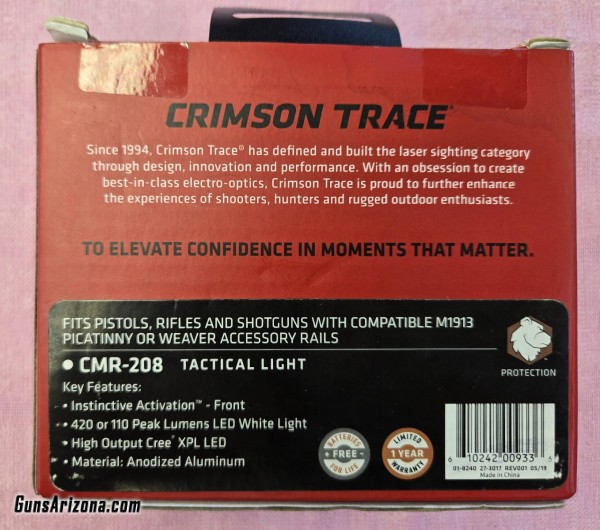 CRIMSON TRACE®
Since 1994, Crimson Trace® has defined and built the laser sighting category
through design, innovation and performance. With an obsession to create
best-in-class electro-optics, Crimson Trace is proud to further enhance
the experiences of shooters, hunters and rugged outdoor enthusiasts.
TO ELEVATE CONFIDENCE IN MOMENTS THAT MATTER.
FITS PISTOLS, RIFLES AND SHOTGUNS WITH COMPATIBLE M1913
PICATINNY OR WEAVER ACCESSORY RAILS
• CMR-208 TACTICAL LIGHT
Key Features:
• Instinctive Activation™ - Front
• 420 or 110 Peak Lumens LED White Light
• High Output Cree® XPL LED
• Material: Anodized Aluminum
PROTECTION
BATTERIES
+ FREE -
FOR LIFE
LIMITED
1 YEAR
WARRANTY
6 10242 00933 6
01-8240 27-3017 REV001 05/19
Made in China
GunsArizona.com